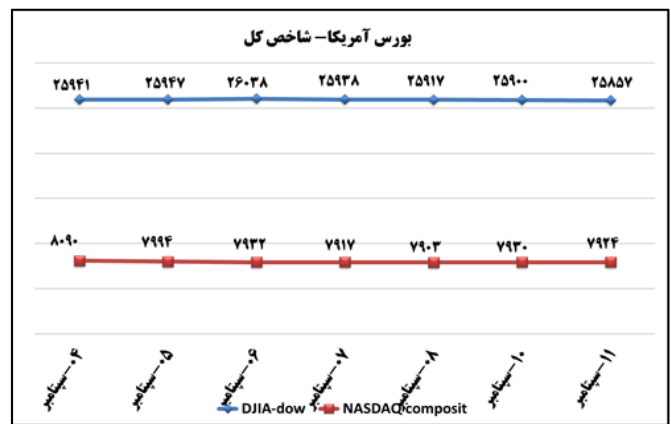 بورس آمریکا– شاخص کل
۲۵۹۴۱ ۲۵۹۴۷ ۲۶۰۳۸ ۲۵۹۳۸ ۲۵۹۱۷ ۲۵۹۰۰ ۲۵۸۵۷
۸۰۹۰ ۷۹۹۴ ۷۹۳۲ ۷۹۱۷ ۷۹۰۳ ۷۹۳۰ ۷۹۲۴
۰۴-سپتامبر ۰۵-سپتامبر ۰۶-سپتامبر ۰۷-سپتامبر ۰۸-سپتامبر ۱۰-سپتامبر ۱۱-سپتامبر
DJIA-dow NASDAQ composit